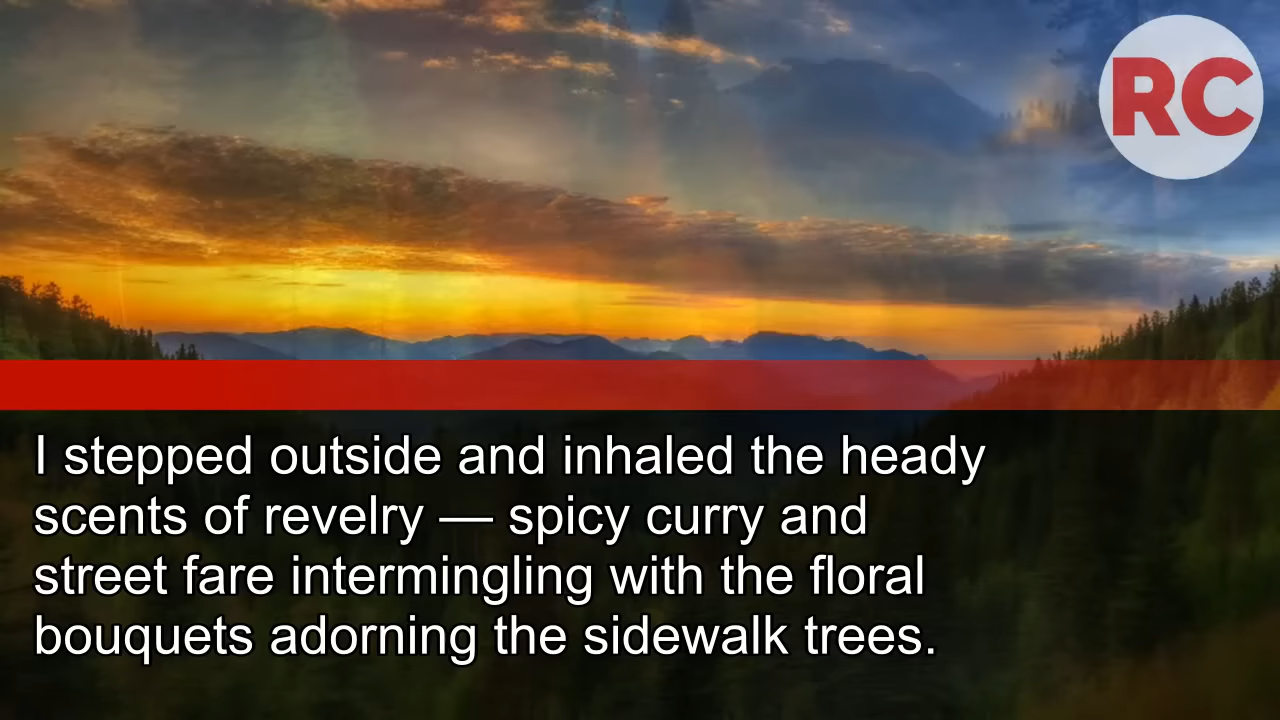 RC
I stepped outside and inhaled the heady
scents of revelry — spicy curry and
street fare intermingling with the floral
bouquets adorning the sidewalk trees.